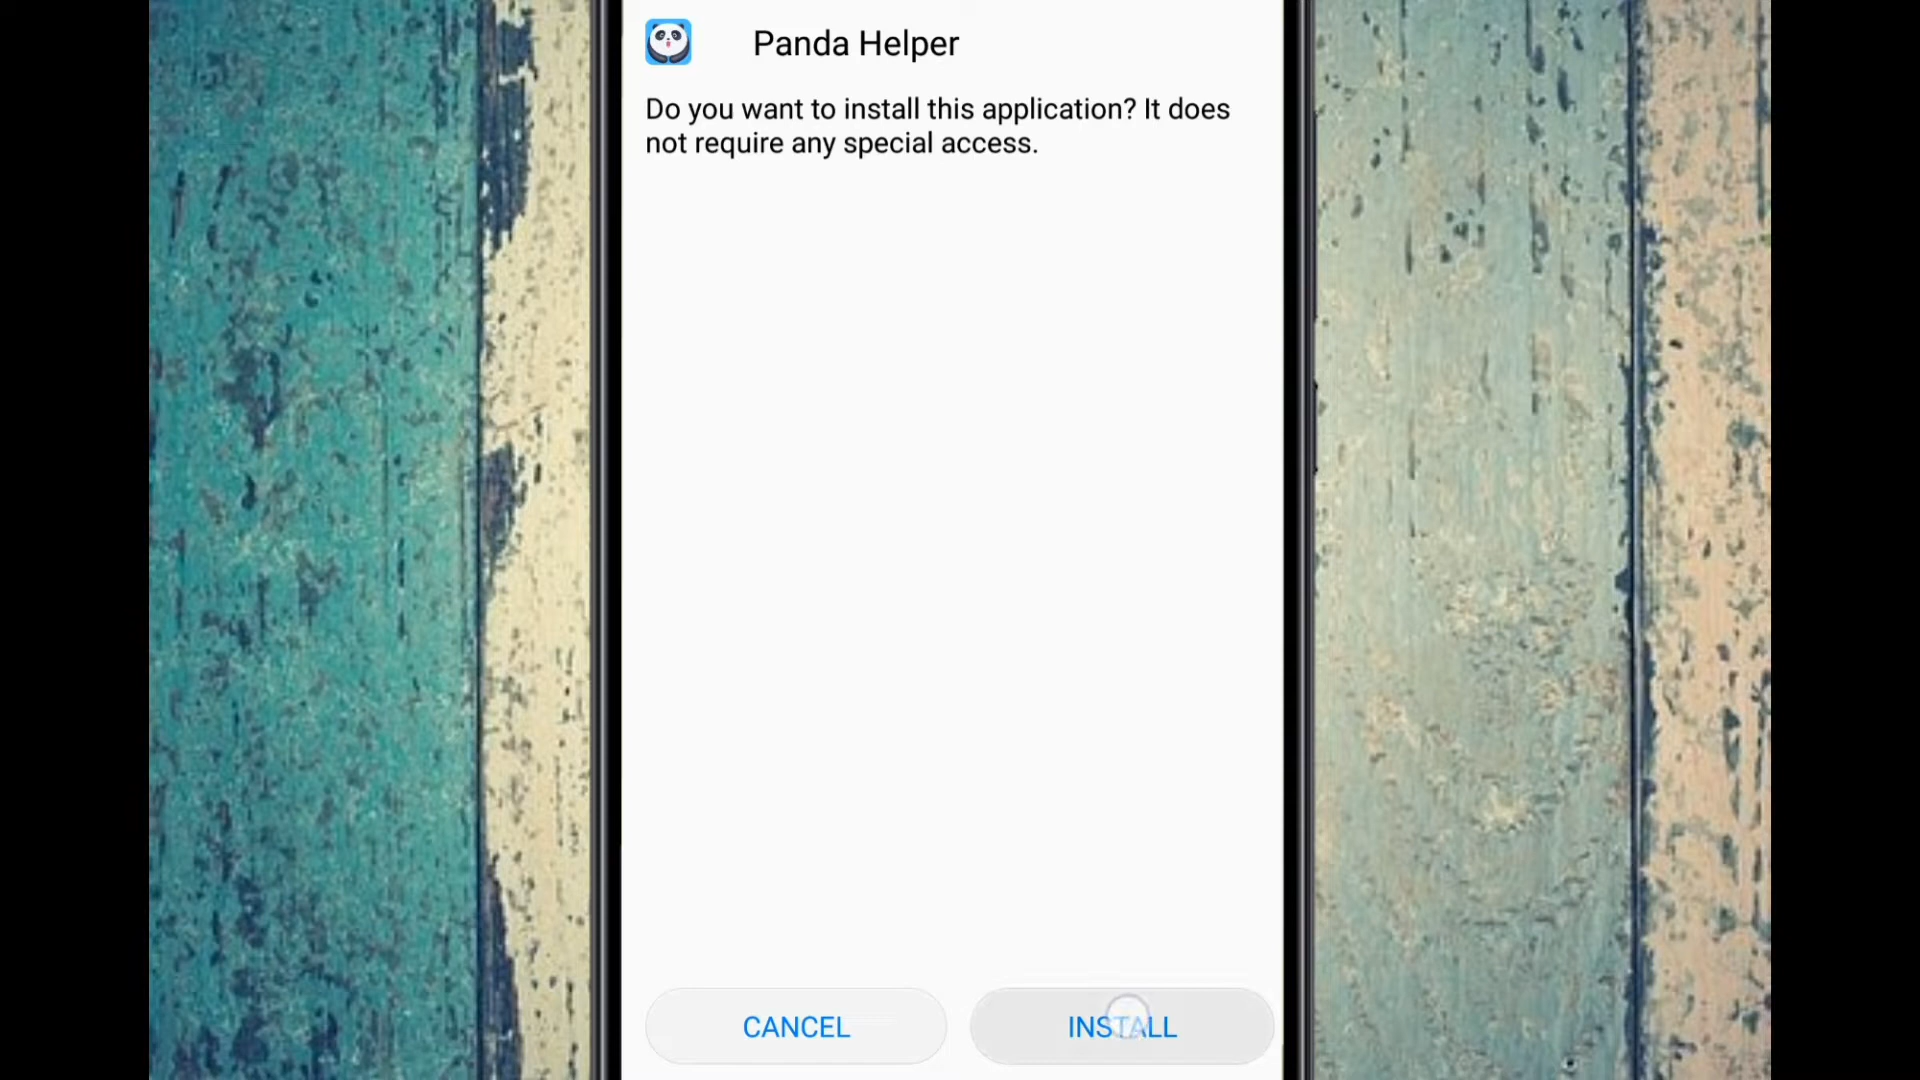 Panda Helper
Do you want to install this application? It does
not require any special access.
CANCEL
INSTALL